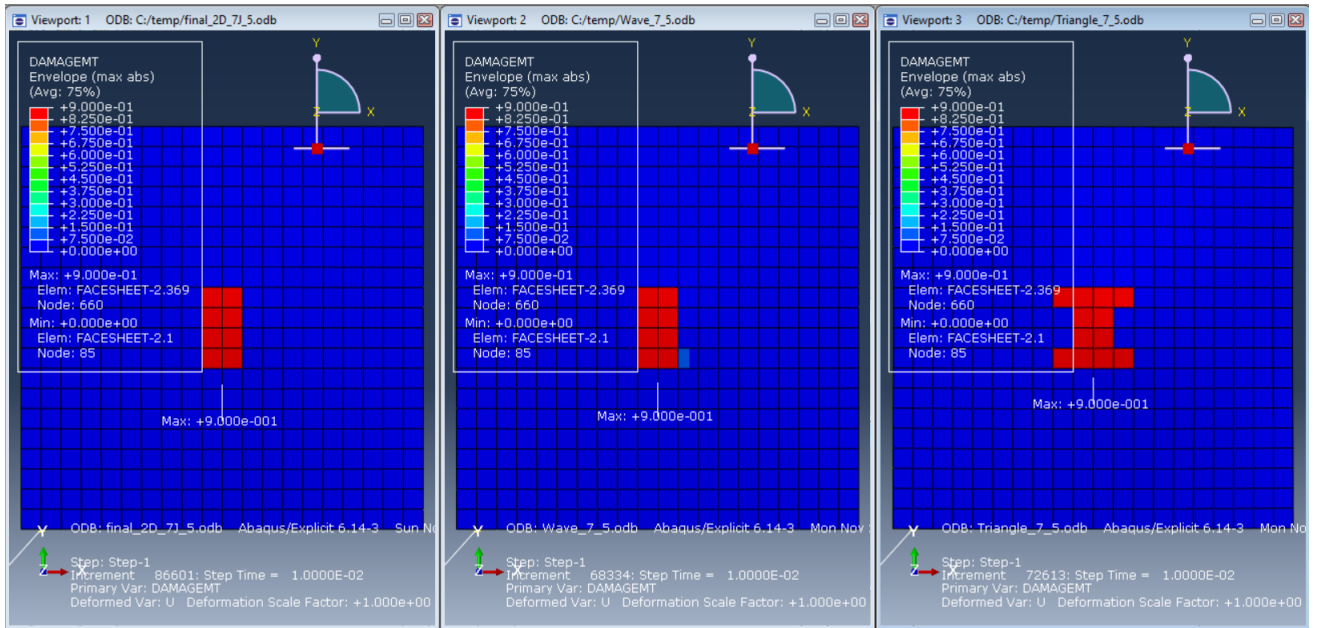 Viewport: 1 ODB: C:/temp/final_2D_7J_5.odb
DAMAGEMT
Envelope (max abs)
(Avg: 75%)
+9.000e-01
+8.250e-01
+7.500e-01
+6.750e-01
+6.000e-01
+5.250e-01
+4.500e-01
+3.750e-01
+3.000e-01
+2.250e-01
+1.500e-01
+7.500e-02
+0.000e+00
Max: +9.000e-01
Elem: FACESHEET-2.369
Node: 660
Min: +0.000e+00
Elem: FACESHEET-2.1
Node: 85
Y
Z
X
Max: +9.000e-001
Y
Z
X
ODB: final_2D_7J_5.odb Abaqus/Explicit 6.14-3 Sun No
Step: Step-1
Increment 86601: Step Time = 1.0000E-02
Primary Var: DAMAGEMT
Deformed Var: U Deformation Scale Factor: +1.000e+00
Viewport: 2 ODB: C:/temp/Wave_7_5.odb
DAMAGEMT
Envelope (max abs)
(Avg: 75%)
+9.000e-01
+8.250e-01
+7.500e-01
+6.750e-01
+6.000e-01
+5.250e-01
+4.500e-01
+3.750e-01
+3.000e-01
+2.250e-01
+1.500e-01
+7.500e-02
+0.000e+00
Max: +9.000e-01
Elem: FACESHEET-2.369
Node: 660
Min: +0.000e+00
Elem: FACESHEET-2.1
Node: 85
Y
Z
X
Max: +9.000e-001
Y
Z
X
ODB: Wave_7_5.odb Abaqus/Explicit 6.14-3 Mon Nov
Step: Step-1
Increment 68334: Step Time = 1.0000E-02
Primary Var: DAMAGEMT
Deformed Var: U Deformation Scale Factor: +1.000e+00
Viewport: 3 ODB: C:/temp/Triangle_7_5.odb
DAMAGEMT
Envelope (max abs)
(Avg: 75%)
+9.000e-01
+8.250e-01
+7.500e-01
+6.750e-01
+6.000e-01
+5.250e-01
+4.500e-01
+3.750e-01
+3.000e-01
+2.250e-01
+1.500e-01
+7.500e-02
+0.000e+00
Max: +9.000e-01
Elem: FACESHEET-2.369
Node: 660
Min: +0.000e+00
Elem: FACESHEET-2.1
Node: 85
Y
Z
X
Max: +9.000e-001
Y
Z
X
ODB: Triangle_7_5.odb Abaqus/Explicit 6.14-3 Mon No
Step: Step-1
Increment 72613: Step Time = 1.0000E-02
Primary Var: DAMAGEMT
Deformed Var: U Deformation Scale Factor: +1.000e+00